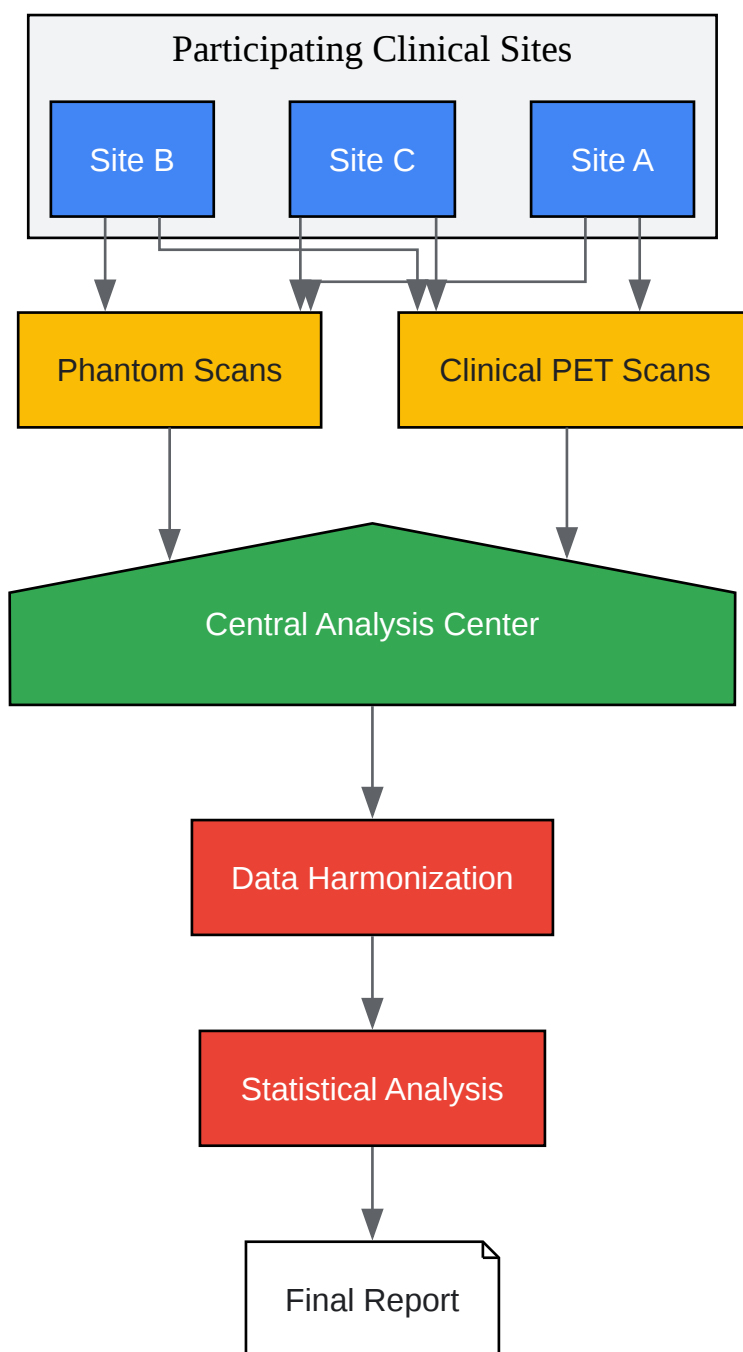 Participating Clinical Sites
Site B
Site C
Site A
Phantom Scans
Clinical PET Scans
Central Analysis Center
Data Harmonization
Statistical Analysis
Final Report